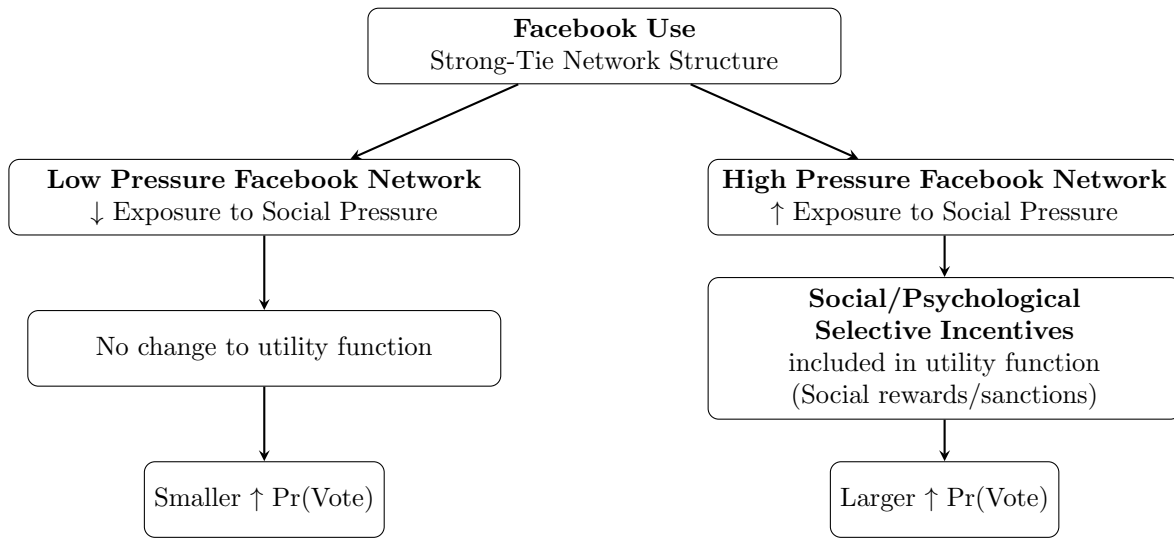 Facebook Use
Strong-Tie Network Structure
Low Pressure Facebook Network
↓ Exposure to Social Pressure
High Pressure Facebook Network
↑ Exposure to Social Pressure
No change to utility function
Social/Psychological
Selective Incentives
included in utility function
(Social rewards/sanctions)
Smaller ↑ Pr(Vote)
Larger ↑ Pr(Vote)